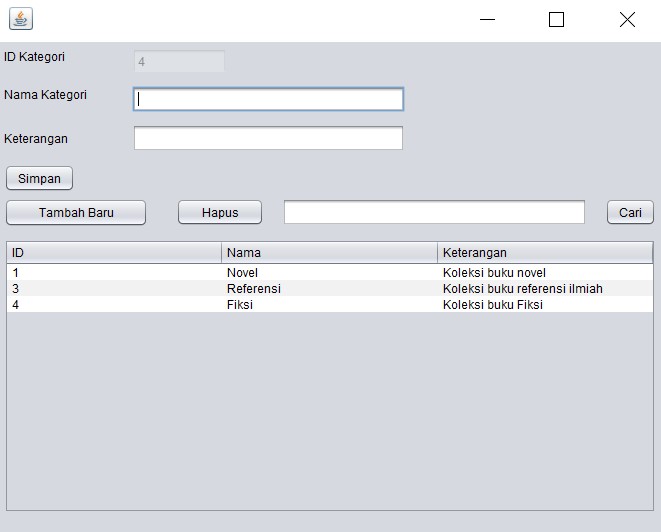 ID Kategori 4
Nama Kategori
Keterangan
Simpan
Tambah Baru Hapus Cari
ID Nama Keterangan
1 Novel Koleksi buku novel
3 Referensi Koleksi buku referensi ilmiah
4 Fiksi Koleksi buku Fiksi